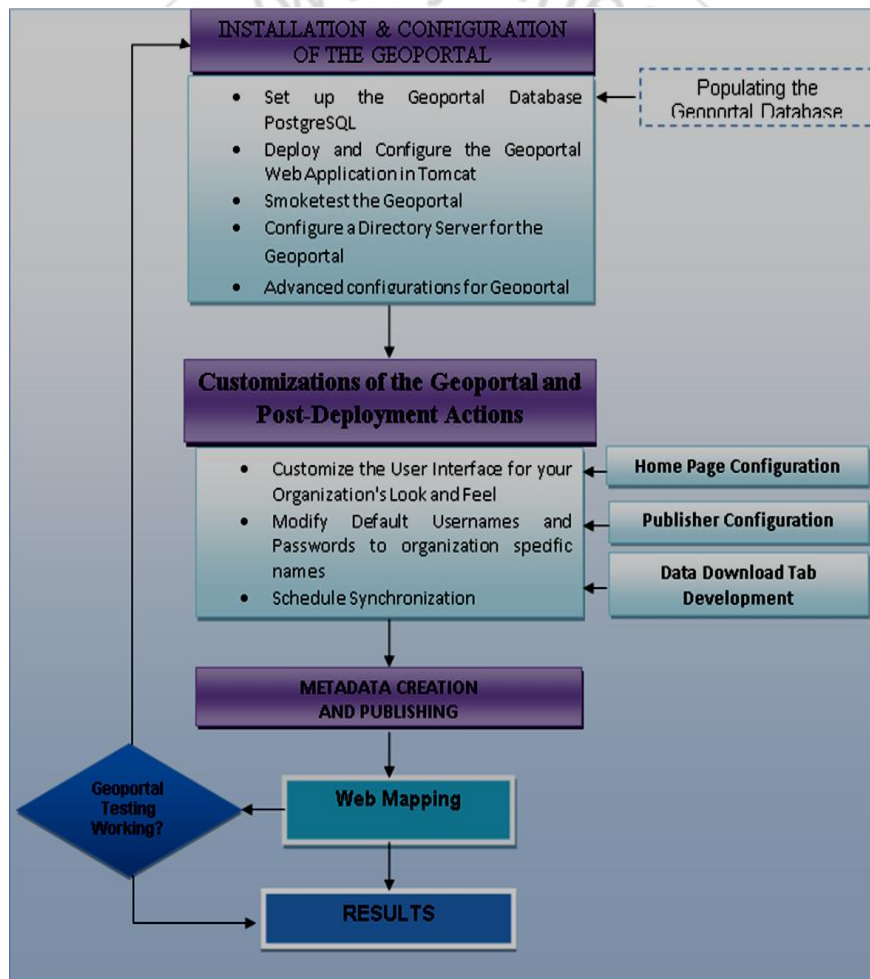 INSTALLATION & CONFIGURATION
OF THE GEOPORTAL
Populating the
Geoportal Database
• Set up the Geoportal Database
PostgreSQL
• Deploy and Configure the Geoportal
Web Application in Tomcat
• Smoketest the Geoportal
• Configure a Directory Server for the
Geoportal
• Advanced configurations for Geoportal
Customizations of the Geoportal and
Post-Deployment Actions
• Customize the User Interface for your
Organization's Look and Feel
• Modify Default Usernames and
Passwords to organization specific
names
• Schedule Synchronization
Home Page Configuration
Publisher Configuration
Data Download Tab
Development
METADATA CREATION
AND PUBLISHING
Geoportal
Testing
Working?
Web Mapping
RESULTS